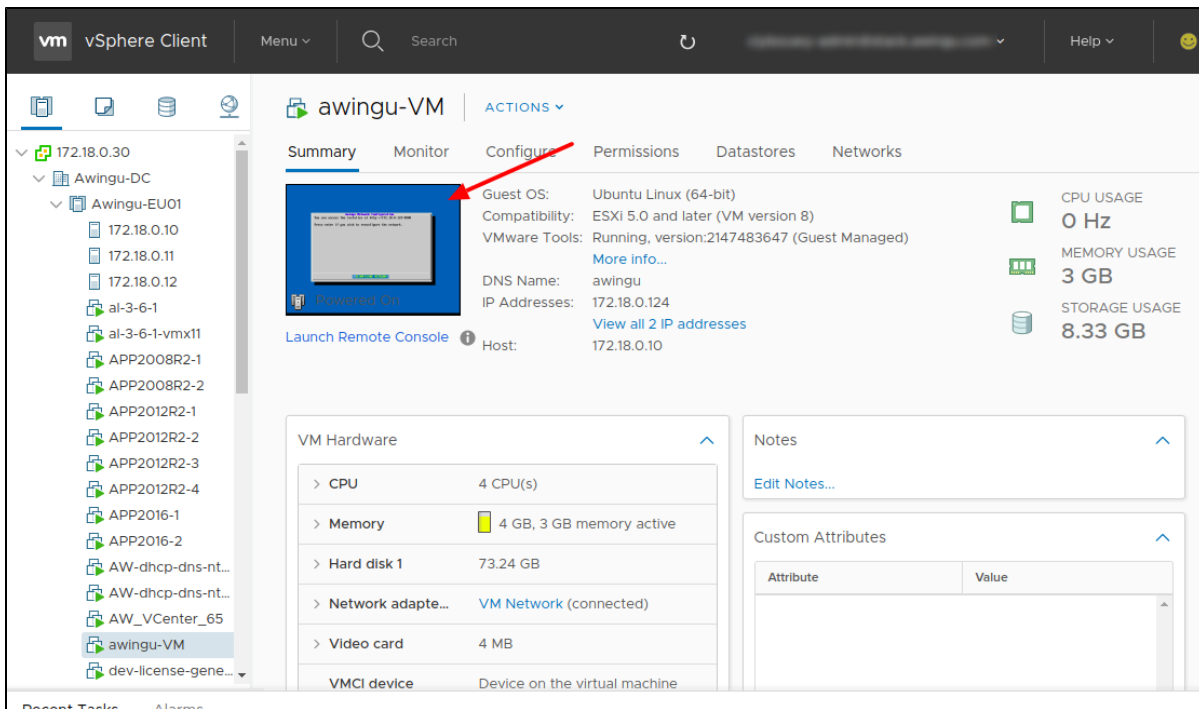 vm vSphere Client Menu Search Help
awingu-VM ACTIONS
Summary Monitor Configure Permissions Datastores Networks
172.18.0.30
Awingu-DC
Awingu-EU01
172.18.0.10
172.18.0.11
172.18.0.12
al-3-6-1
al-3-6-1-vmx11
APP2008R2-1
APP2008R2-2
APP2012R2-1
APP2012R2-2
APP2012R2-3
APP2012R2-4
APP2016-1
APP2016-2
AW-dhcp-dns-nt...
AW-dhcp-dns-nt...
AW_VCenter_65
awingu-VM
dev-license-gene...
Powered On
Launch Remote Console
Guest OS: Ubuntu Linux (64-bit)
Compatibility: ESXi 5.0 and later (VM version 8)
VMware Tools: Running, version:2147483647 (Guest Managed)
More info...
DNS Name: awingu
IP Addresses: 172.18.0.124
View all 2 IP addresses
Host: 172.18.0.10
CPU USAGE
0 Hz
MEMORY USAGE
3 GB
STORAGE USAGE
8.33 GB
VM Hardware
CPU 4 CPU(s)
Memory 4 GB, 3 GB memory active
Hard disk 1 73.24 GB
Network adapte... VM Network (connected)
Video card 4 MB
VMCI device Device on the virtual machine
Notes
Edit Notes...
Custom Attributes
Attribute Value
Recent Tasks Alarms